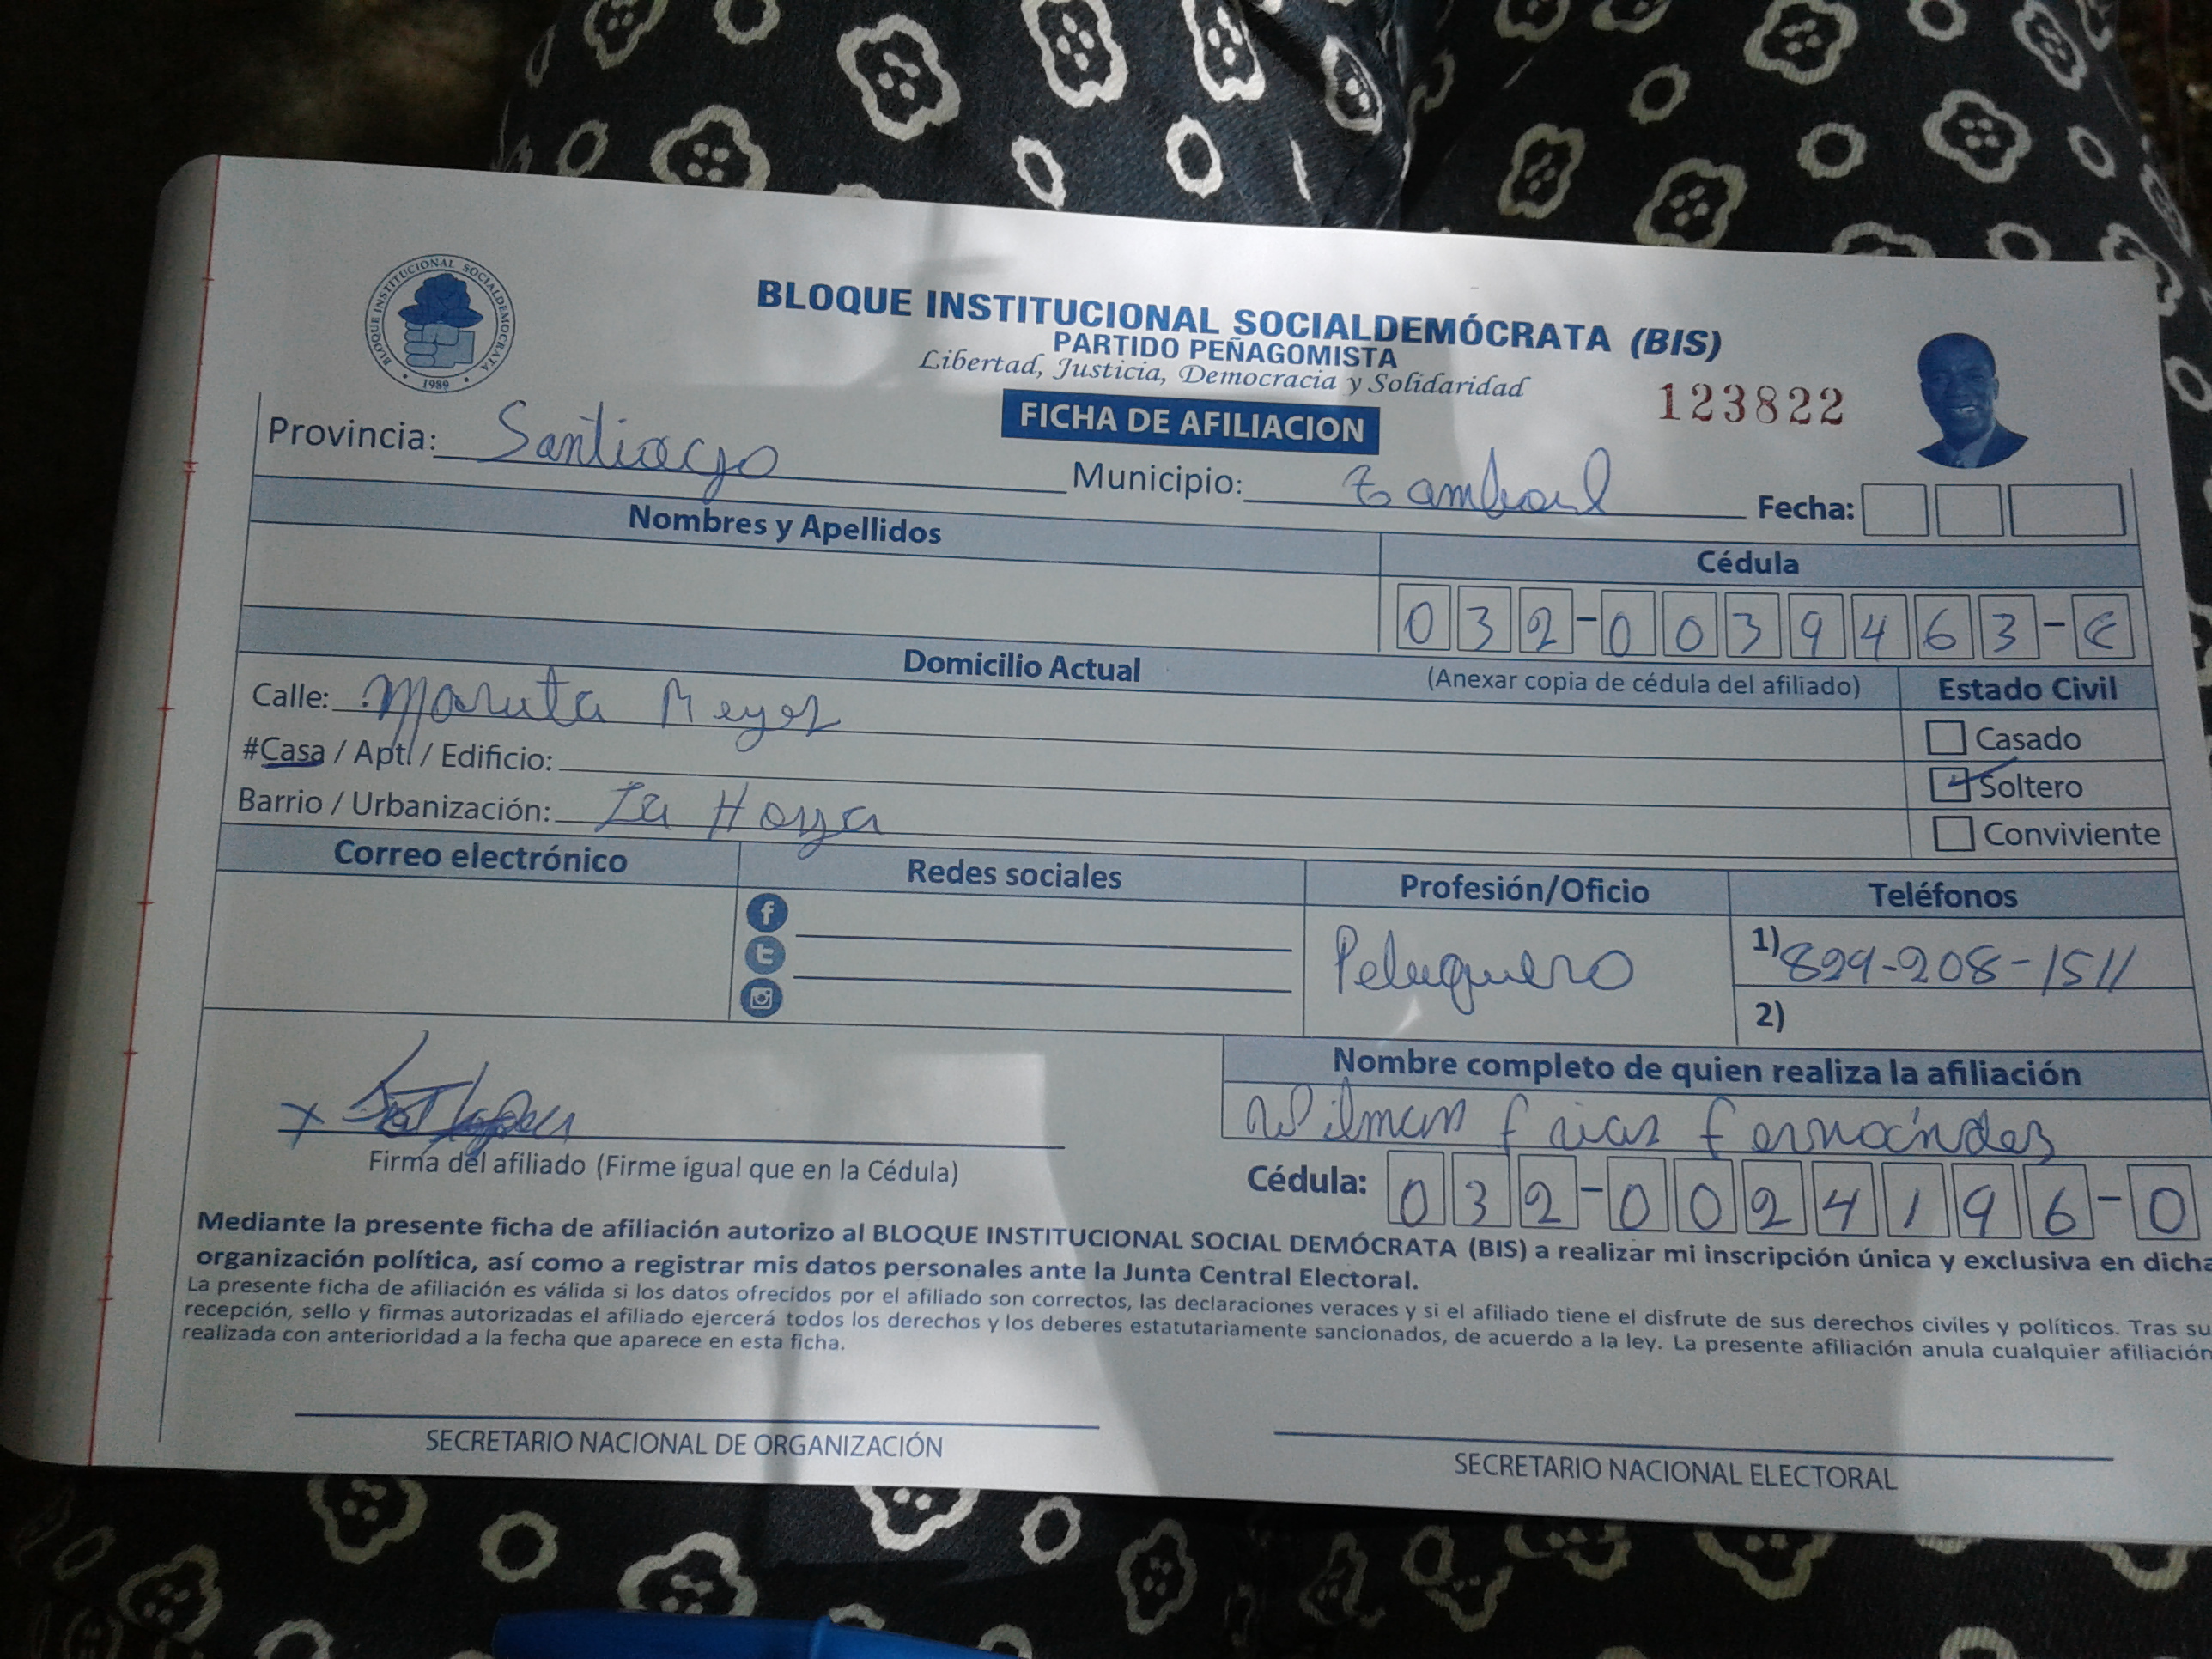 BLOQUE INSTITUCIONAL SOCIALDEMOCRATA
1989
BLOQUE INSTITUCIONAL SOCIALDEMÓCRATA (BIS)
PARTIDO PEÑAGOMISTA
Libertad, Justicia, Democracia y Solidaridad
123822
FICHA DE AFILIACION
Provincia: Santiago Municipio: Fecha:
Nombres y Apellidos Cédula
032-0039463-
Domicilio Actual (Anexar copia de cédula del afiliado) Estado Civil
Calle: Reyes
Casado
#Casa / Apt / Edificio:
Soltero
Barrio / Urbanización: La Hoya
Conviviente
Correo electrónico Redes sociales Profesión/Oficio Teléfonos
Peluquero 1) 829-208-1511
2)
Nombre completo de quien realiza la afiliación
Wilman frias fernández
Firma del afiliado (Firme igual que en la Cédula)
Cédula: 032-0024196-0
Mediante la presente ficha de afiliación autorizo al BLOQUE INSTITUCIONAL SOCIAL DEMÓCRATA (BIS) a realizar mi inscripción única y exclusiva en dicha
organización política, así como a registrar mis datos personales ante la Junta Central Electoral.
La presente ficha de afiliación es válida si los datos ofrecidos por el afiliado son correctos, las declaraciones veraces y si el afiliado tiene el disfrute de sus derechos civiles y políticos. Tras su
recepción, sello y firmas autorizadas el afiliado ejercerá todos los derechos y los deberes estatutariamente sancionados, de acuerdo a la ley. La presente afiliación anula cualquier afiliación
realizada con anterioridad a la fecha que aparece en esta ficha.
SECRETARIO NACIONAL DE ORGANIZACIÓN
SECRETARIO NACIONAL ELECTORAL